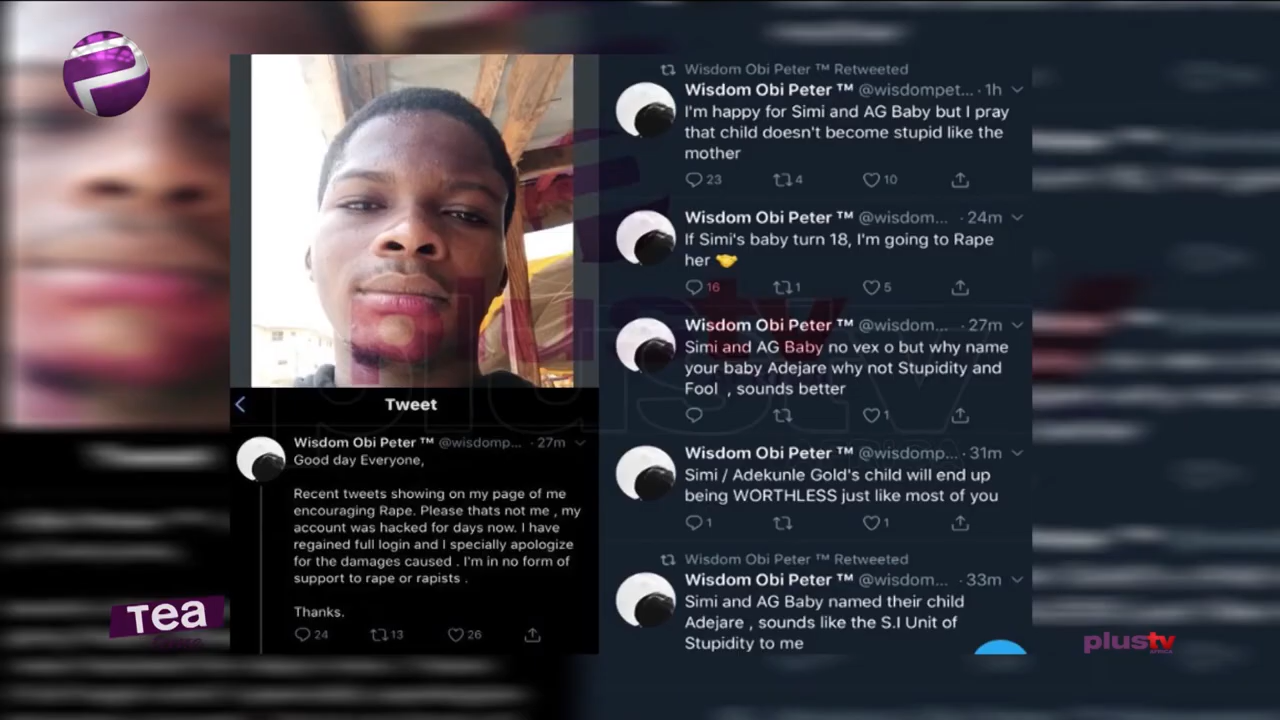 Tweet
Wisdom Obi Peter ™ @wisdomp... · 27m
Good day Everyone,
Recent tweets showing on my page of me
encouraging Rape. Please thats not me , my
account was hacked for days now. I have
regained full login and I specially apologize
for the damages caused . I'm in no form of
support to rape or rapists .
Thanks.
24 13 26
Wisdom Obi Peter ™ Retweeted
Wisdom Obi Peter ™ @wisdompet... · 1h
I'm happy for Simi and AG Baby but I pray
that child doesn't become stupid like the
mother
23 4 10
Wisdom Obi Peter ™ @wisdom... · 24m
If Simi's baby turn 18, I'm going to Rape
her 🤝
16 1 5
Wisdom Obi Peter ™ @wisdom... · 27m
Simi and AG Baby no vex o but why name
your baby Adejare why not Stupidity and
Fool , sounds better
1
Wisdom Obi Peter ™ @wisdomp... · 31m
Simi / Adekunle Gold's child will end up
being WORTHLESS just like most of you
1 1
Wisdom Obi Peter ™ Retweeted
Wisdom Obi Peter ™ @wisdom... · 33m
Simi and AG Baby named their child
Adejare , sounds like the S.I Unit of
Stupidity to me
Tea
plustv
AFRICA
plustv